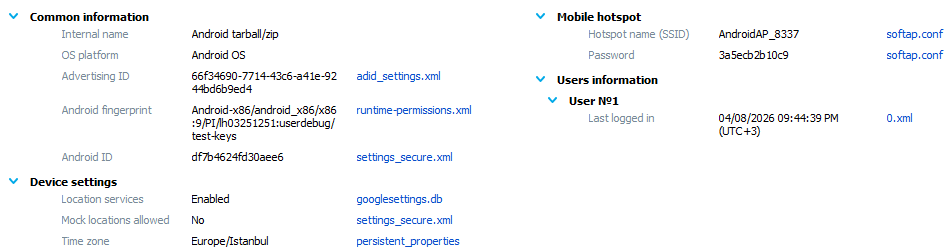 Common information
Internal name Android tarball/zip
OS platform Android OS
Advertising ID 66f34690-7714-43c6-a41e-92 adid_settings.xml
44bd6b9ed4
Android fingerprint Android-x86/android_x86/x86 runtime-permissions.xml
:9/PI/lh03251251:userdebug/
test-keys
Android ID df7b4624fd30aee6 settings_secure.xml
Device settings
Location services Enabled googlesettings.db
Mock locations allowed No settings_secure.xml
Time zone Europe/Istanbul persistent_properties
Mobile hotspot
Hotspot name (SSID) AndroidAP_8337 softap.conf
Password 3a5ecb2b10c9 softap.conf
Users information
User №1
Last logged in 04/08/2026 09:44:39 PM 0.xml
(UTC+3)